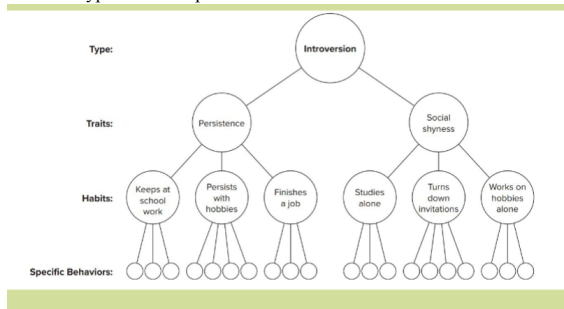 Type:
Introversion
Traits:
Persistence
Social
shyness
Habits:
Keeps at
school
work
Persists
with
hobbies
Finishes
a job
Studies
alone
Turns
down
invitations
Works on
hobbies
alone
Specific Behaviors: